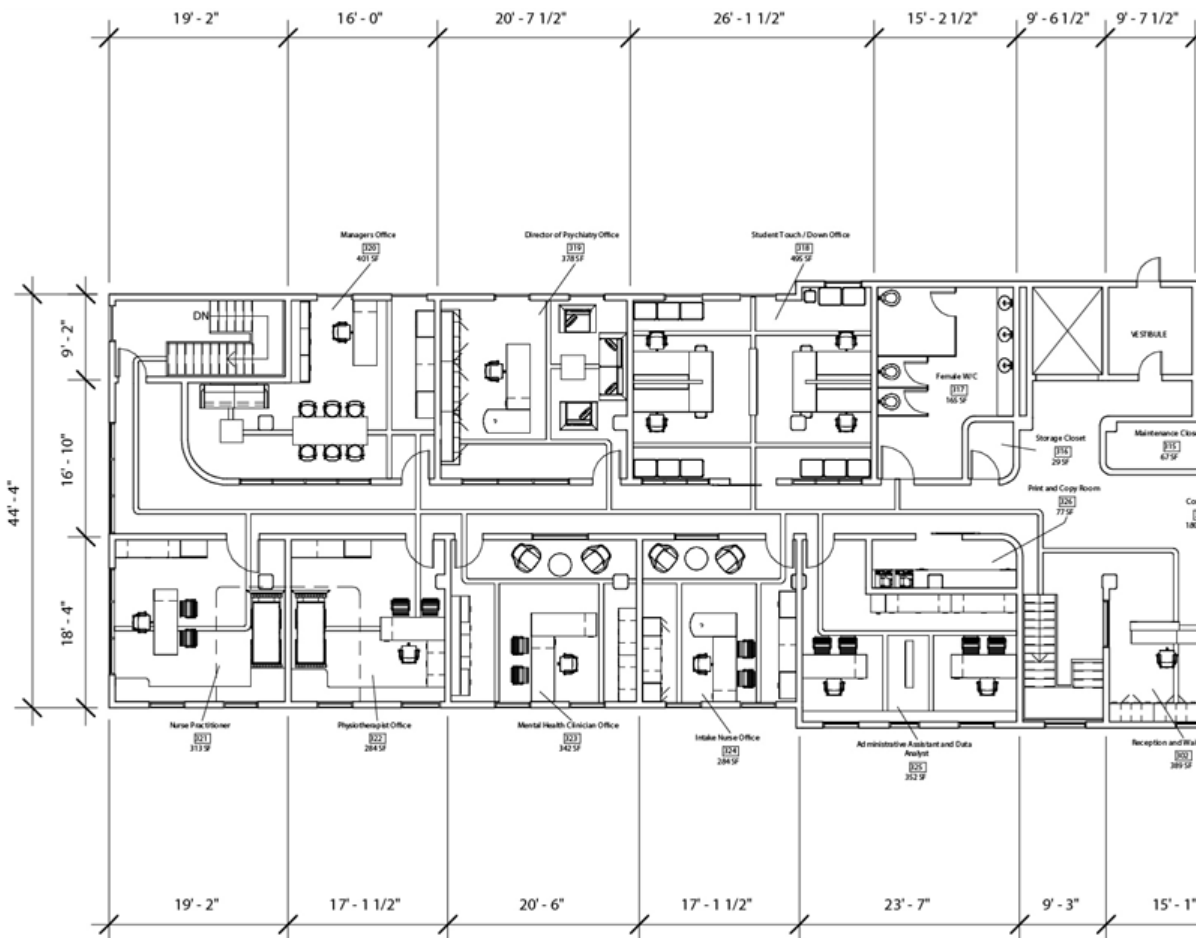 19' - 2"
16' - 0"
20' - 7 1/2"
26' - 1 1/2"
15' - 2 1/2"
9' - 6 1/2"
9' - 7 1/2"
Managers Office
320
401 SF
Director of Psychiatry Office
319
378 SF
Student Touch / Down Office
318
495 SF
DN
VESTIBULE
9' - 2"
16' - 10"
44' - 4"
18' - 4"
Female W/C
317
165 SF
Storage Closet
316
29 SF
Maintenance Clos
315
67 SF
Print and Copy Room
326
77 SF
Co
180
Nurse Practitioner
321
313 SF
Physiotherapist Office
322
284 SF
Mental Health Clinician Office
323
342 SF
Intake Nurse Office
324
284 SF
Administrative Assistant and Data
Analyst
325
352 SF
Reception and Wai
302
389 SF
19' - 2"
17' - 1 1/2"
20' - 6"
17' - 1 1/2"
23' - 7"
9' - 3"
15' - 1"